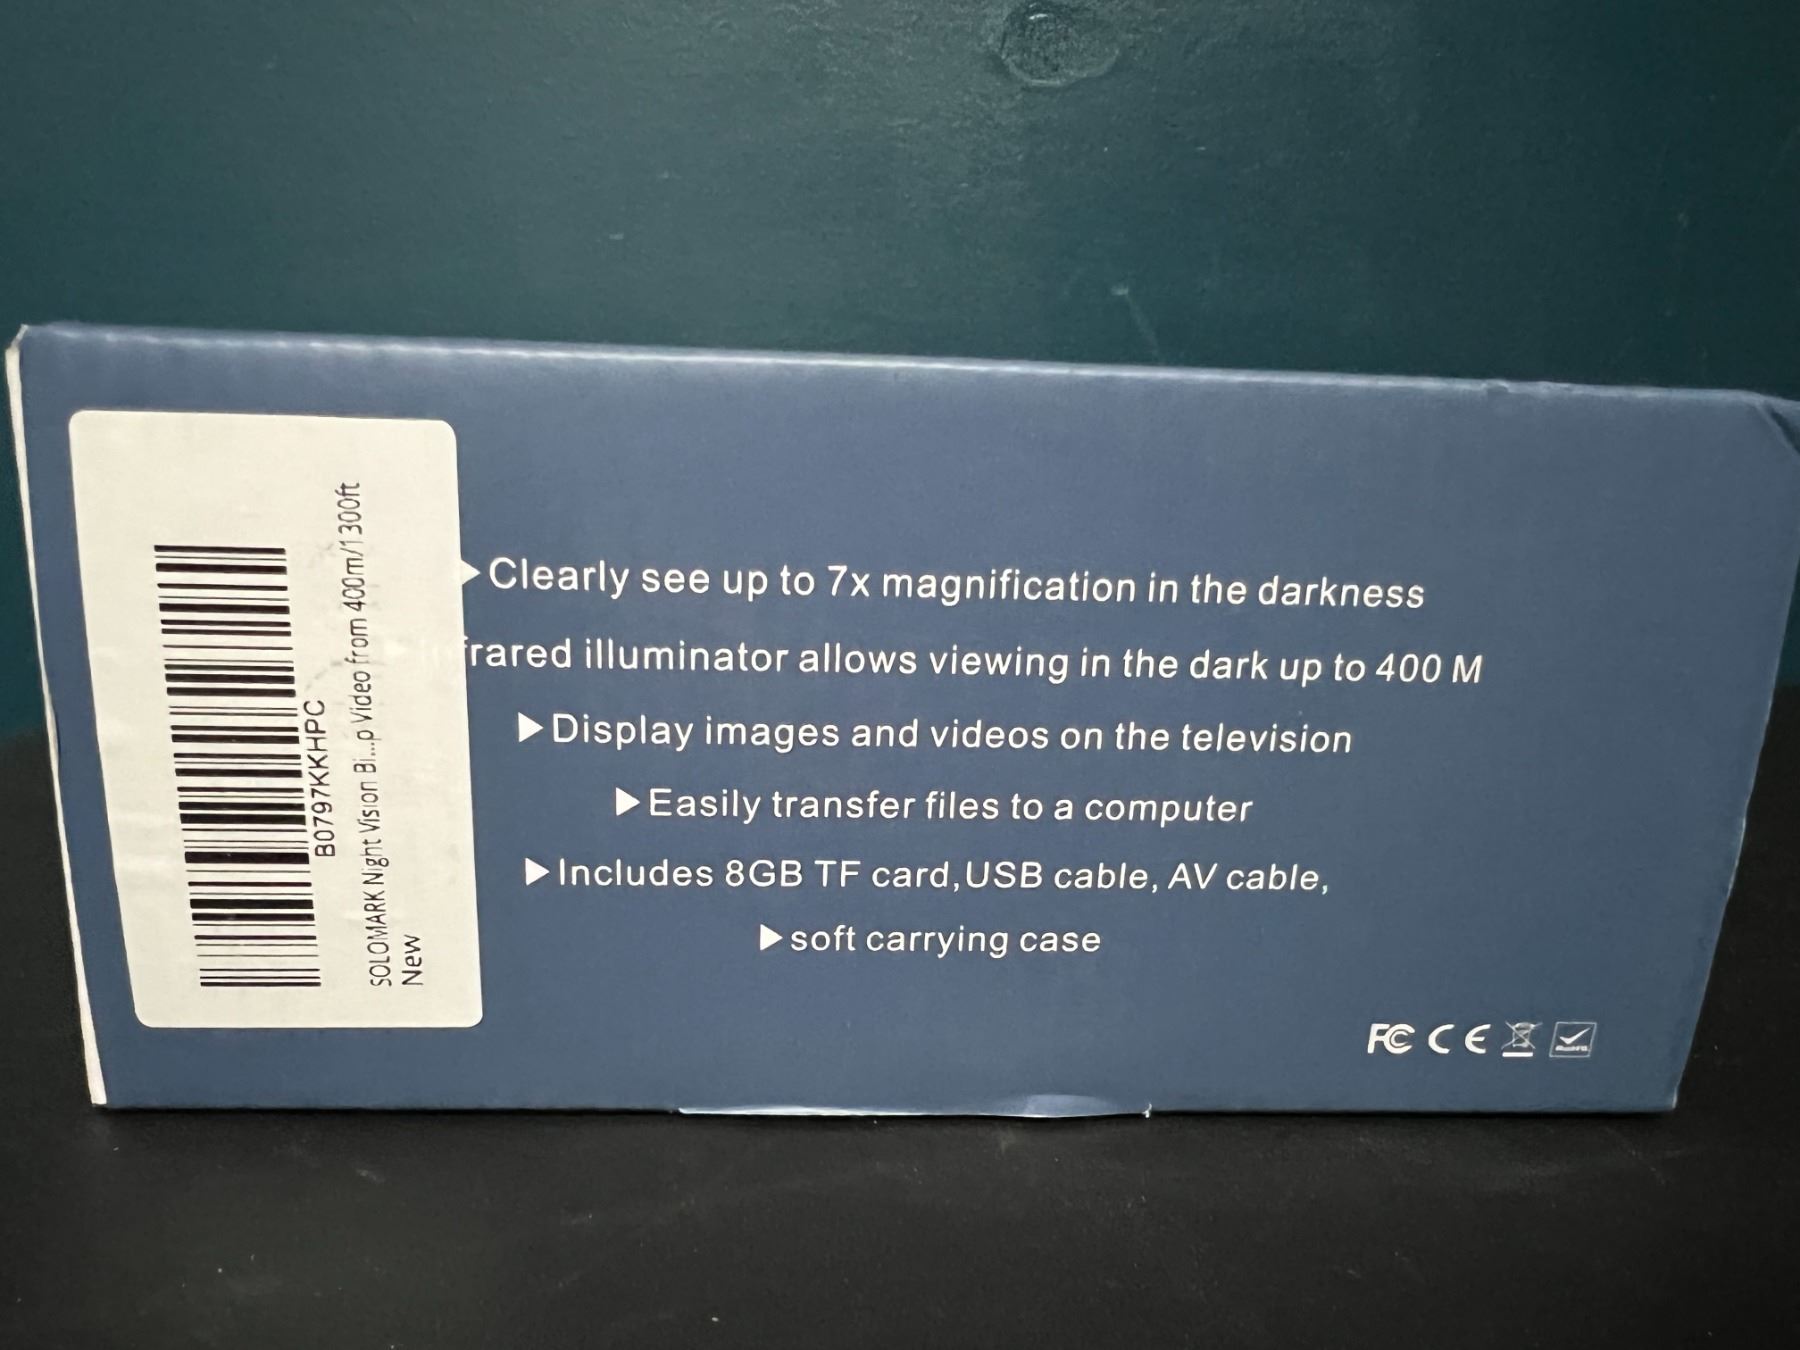 B0797KKHPC
SOLOMARK Night Vision Bi...p Video from 400m/1300ft
New
▶Clearly see up to 7x magnification in the darkness
Infrared illuminator allows viewing in the dark up to 400 M
▶Display images and videos on the television
▶Easily transfer files to a computer
▶Includes 8GB TF card,USB cable, AV cable,
▶soft carrying case
FC CE
RoHS